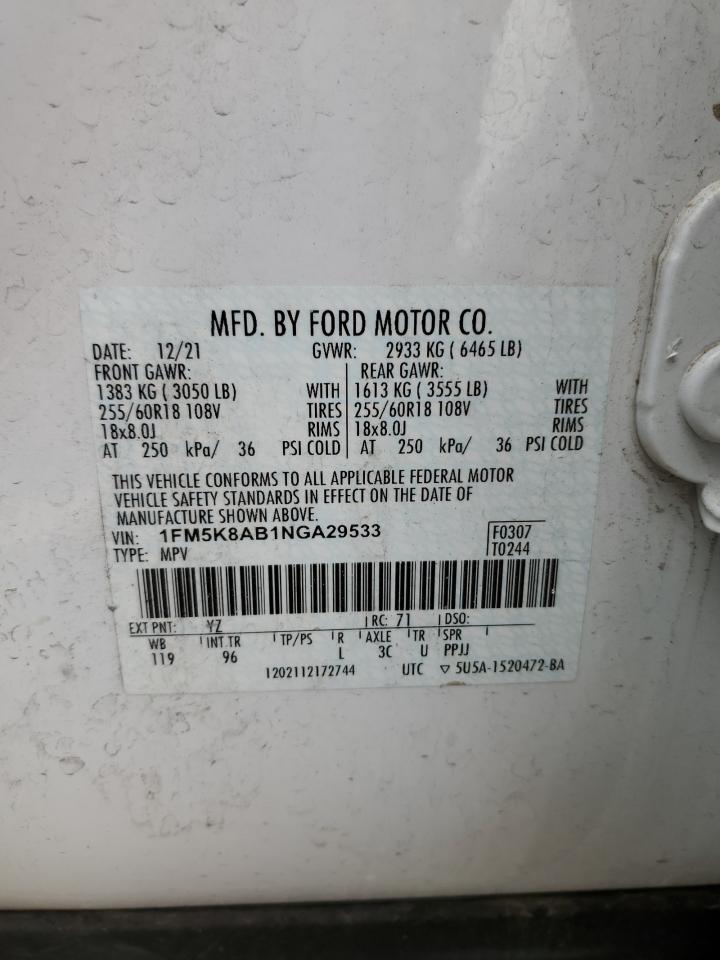 MFD. BY FORD MOTOR CO.
DATE: 12/21 GVWR: 2933 KG ( 6465 LB)
FRONT GAWR: REAR GAWR:
1383 KG ( 3050 LB) WITH 1613 KG ( 3555 LB) WITH
255/60R18 108V TIRES 255/60R18 108V TIRES
18x8.0J RIMS 18x8.0J RIMS
AT 250 kPa/ 36 PSI COLD AT 250 kPa/ 36 PSI COLD
THIS VEHICLE CONFORMS TO ALL APPLICABLE FEDERAL MOTOR
VEHICLE SAFETY STANDARDS IN EFFECT ON THE DATE OF
MANUFACTURE SHOWN ABOVE.
VIN: 1FM5K8AB1NGA29533 F0307
TYPE: MPV T0244
EXT PNT: YZ RC: 71 DSO:
WB INT TR TP/PS R AXLE TR SPR
119 96 L 3C U PPJJ
1202112172744 UTC ▽ 5U5A-1520472-BA